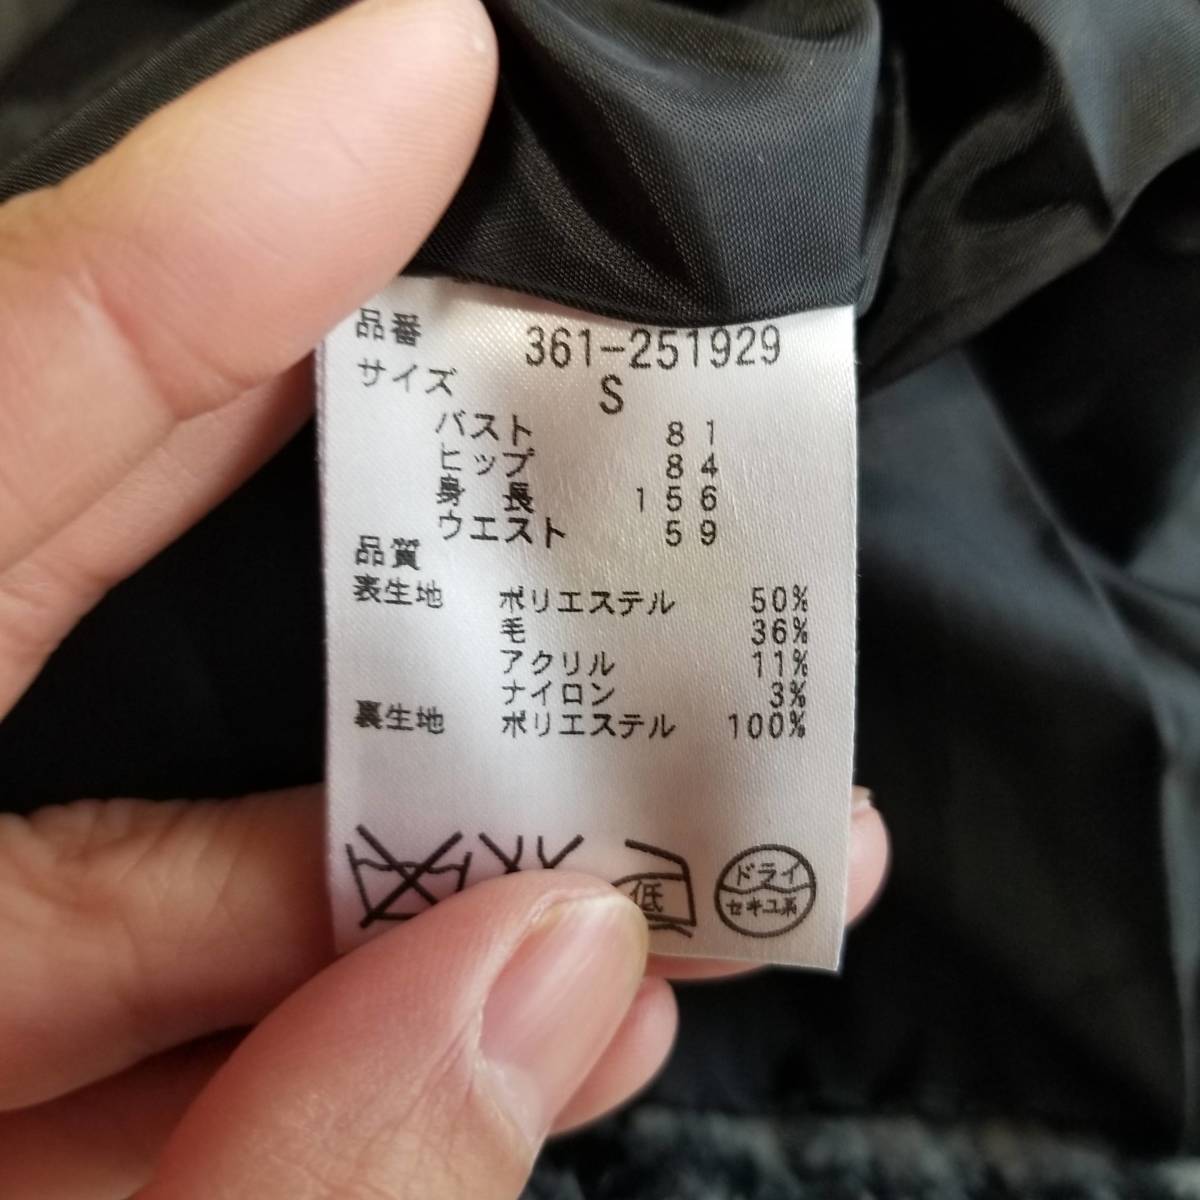 品番 361-251929
サイズ S
バスト 81
ヒップ 84
身長 156
ウエスト 59
品質
表生地 ポリエステル 50%
毛 36%
アクリル 11%
ナイロン 3%
裏生地 ポリエステル 100%
低
ドライ
セキユ系